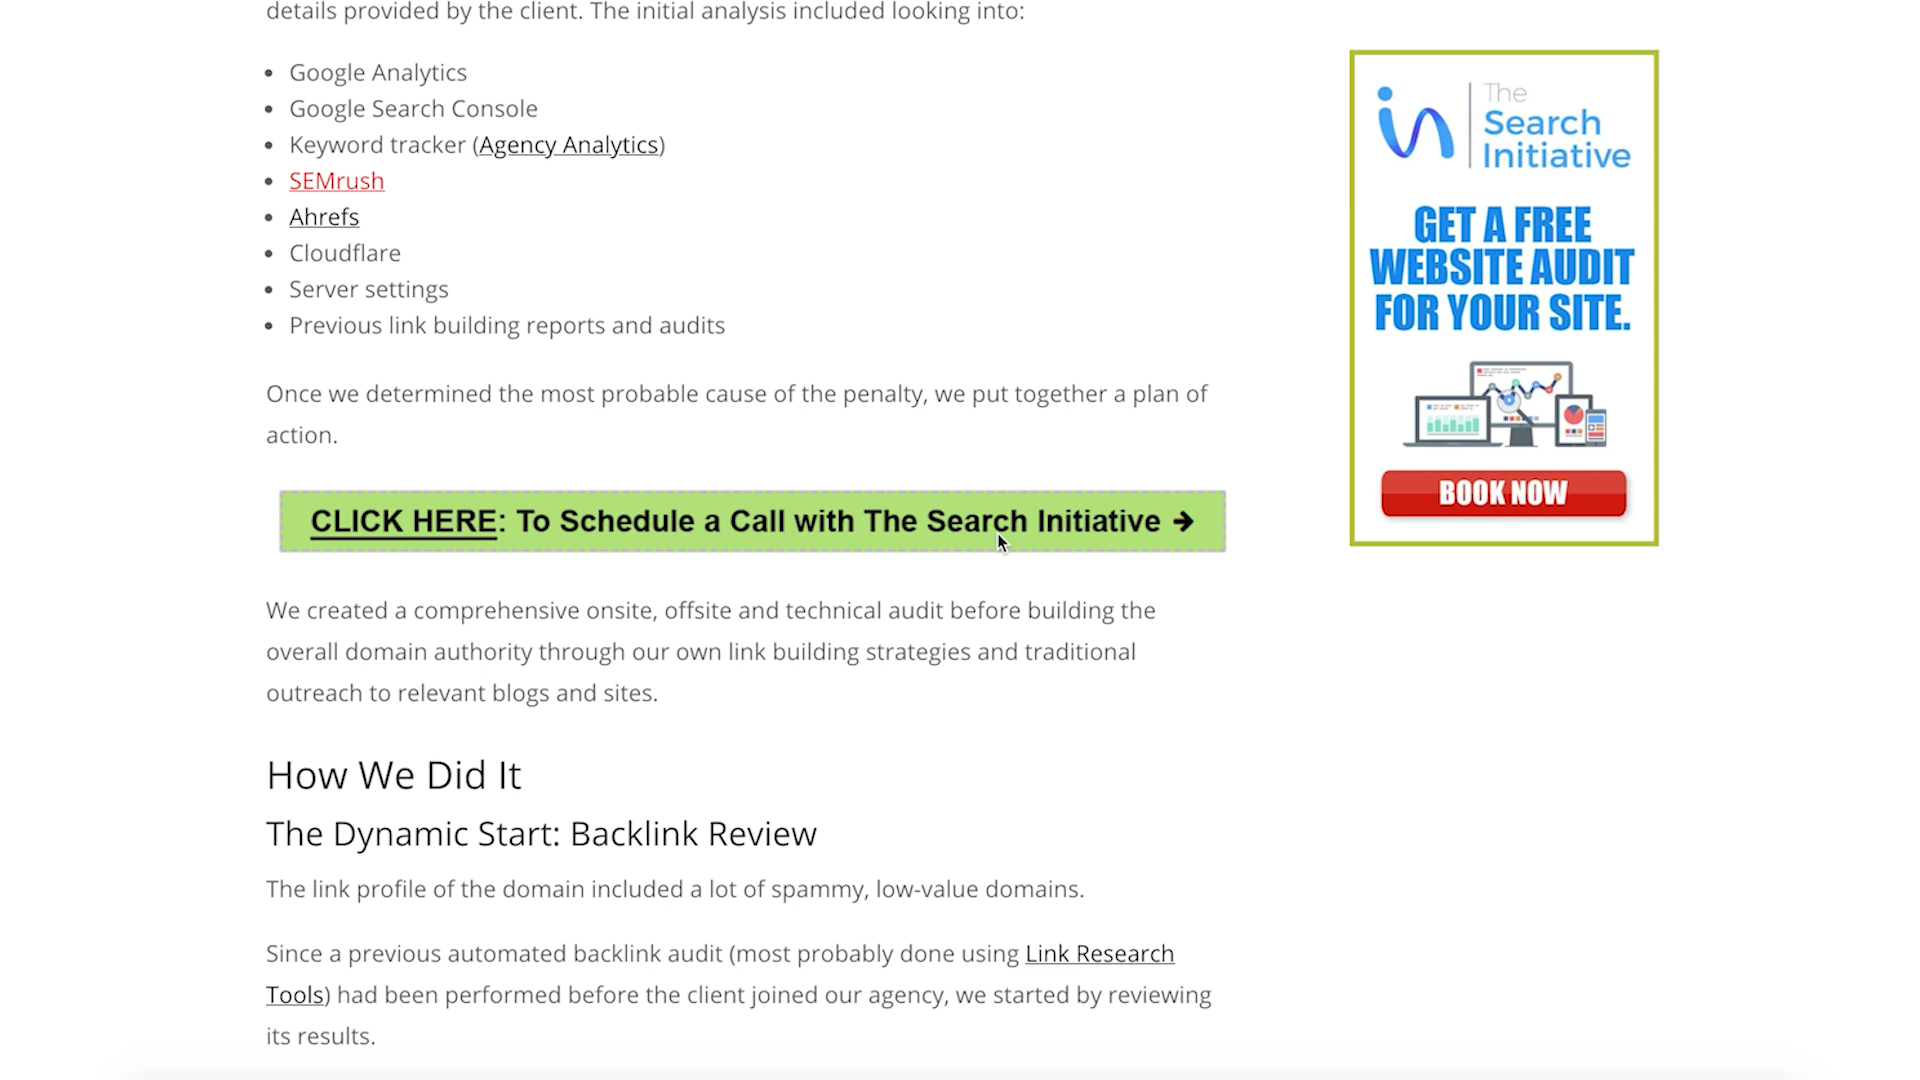 details provided by the client. The initial analysis included looking into:
Google Analytics
Google Search Console
Keyword tracker (Agency Analytics)
SEMrush
Ahrefs
Cloudflare
Server settings
Previous link building reports and audits
Once we determined the most probable cause of the penalty, we put together a plan of
action.
CLICK HERE: To Schedule a Call with The Search Initiative →
We created a comprehensive onsite, offsite and technical audit before building the
overall domain authority through our own link building strategies and traditional
outreach to relevant blogs and sites.
How We Did It
The Dynamic Start: Backlink Review
The link profile of the domain included a lot of spammy, low-value domains.
Since a previous automated backlink audit (most probably done using Link Research
Tools) had been performed before the client joined our agency, we started by reviewing
its results.
in
The
Search
Initiative
GET A FREE
WEBSITE AUDIT
FOR YOUR SITE.
BOOK NOW